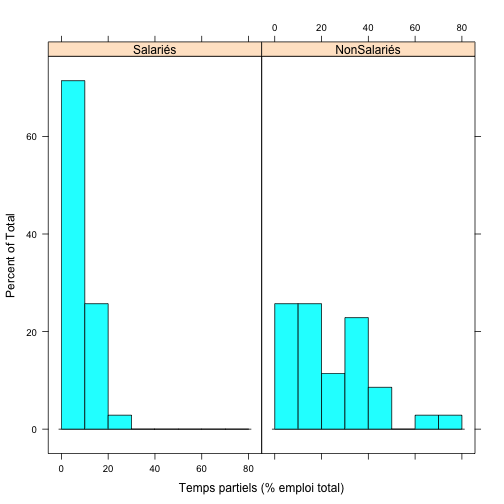 0 20 40 60 80
Salariés NonSalariés
60
40
20
0
Percent of Total
0 20 40 60 80
Temps partiels (% emploi total)